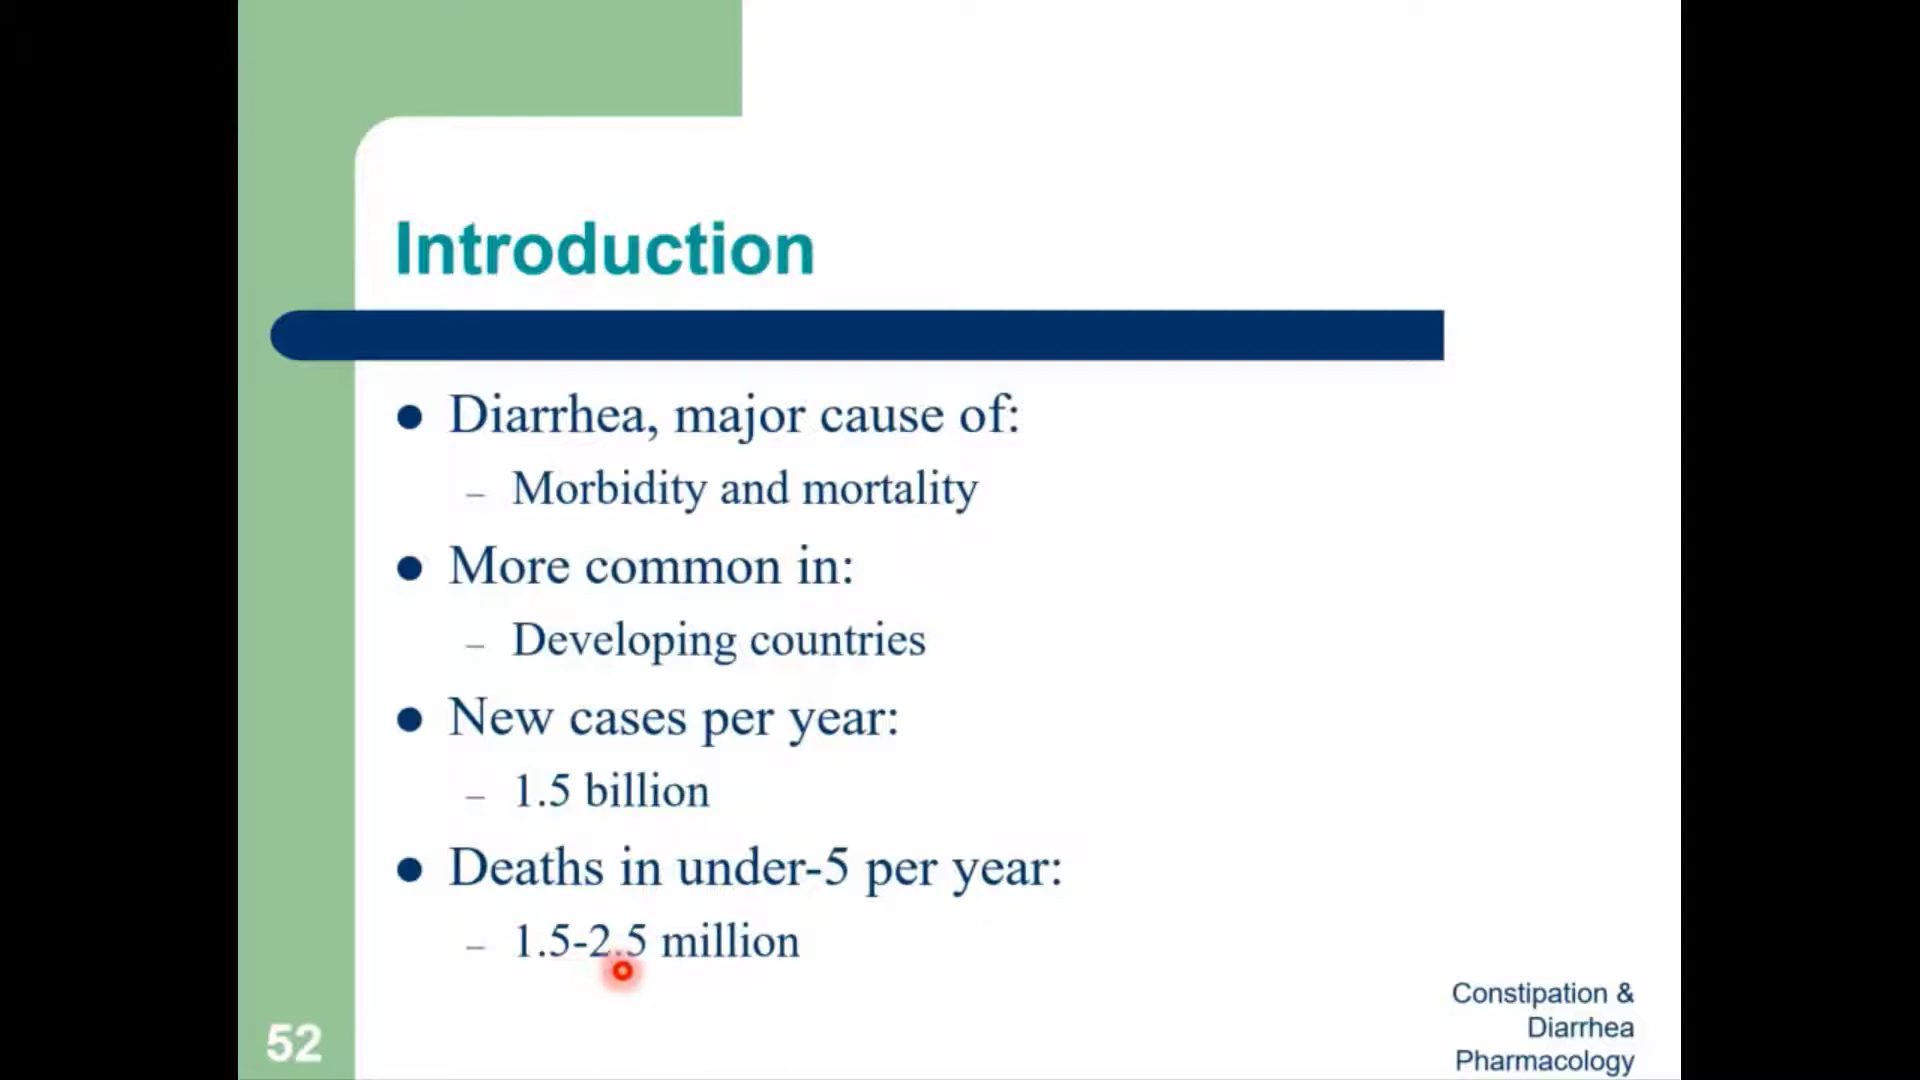 Introduction
Diarrhea, major cause of:
– Morbidity and mortality
More common in:
– Developing countries
New cases per year:
– 1.5 billion
Deaths in under-5 per year:
– 1.5-2.5 million
52
Constipation &
Diarrhea
Pharmacology